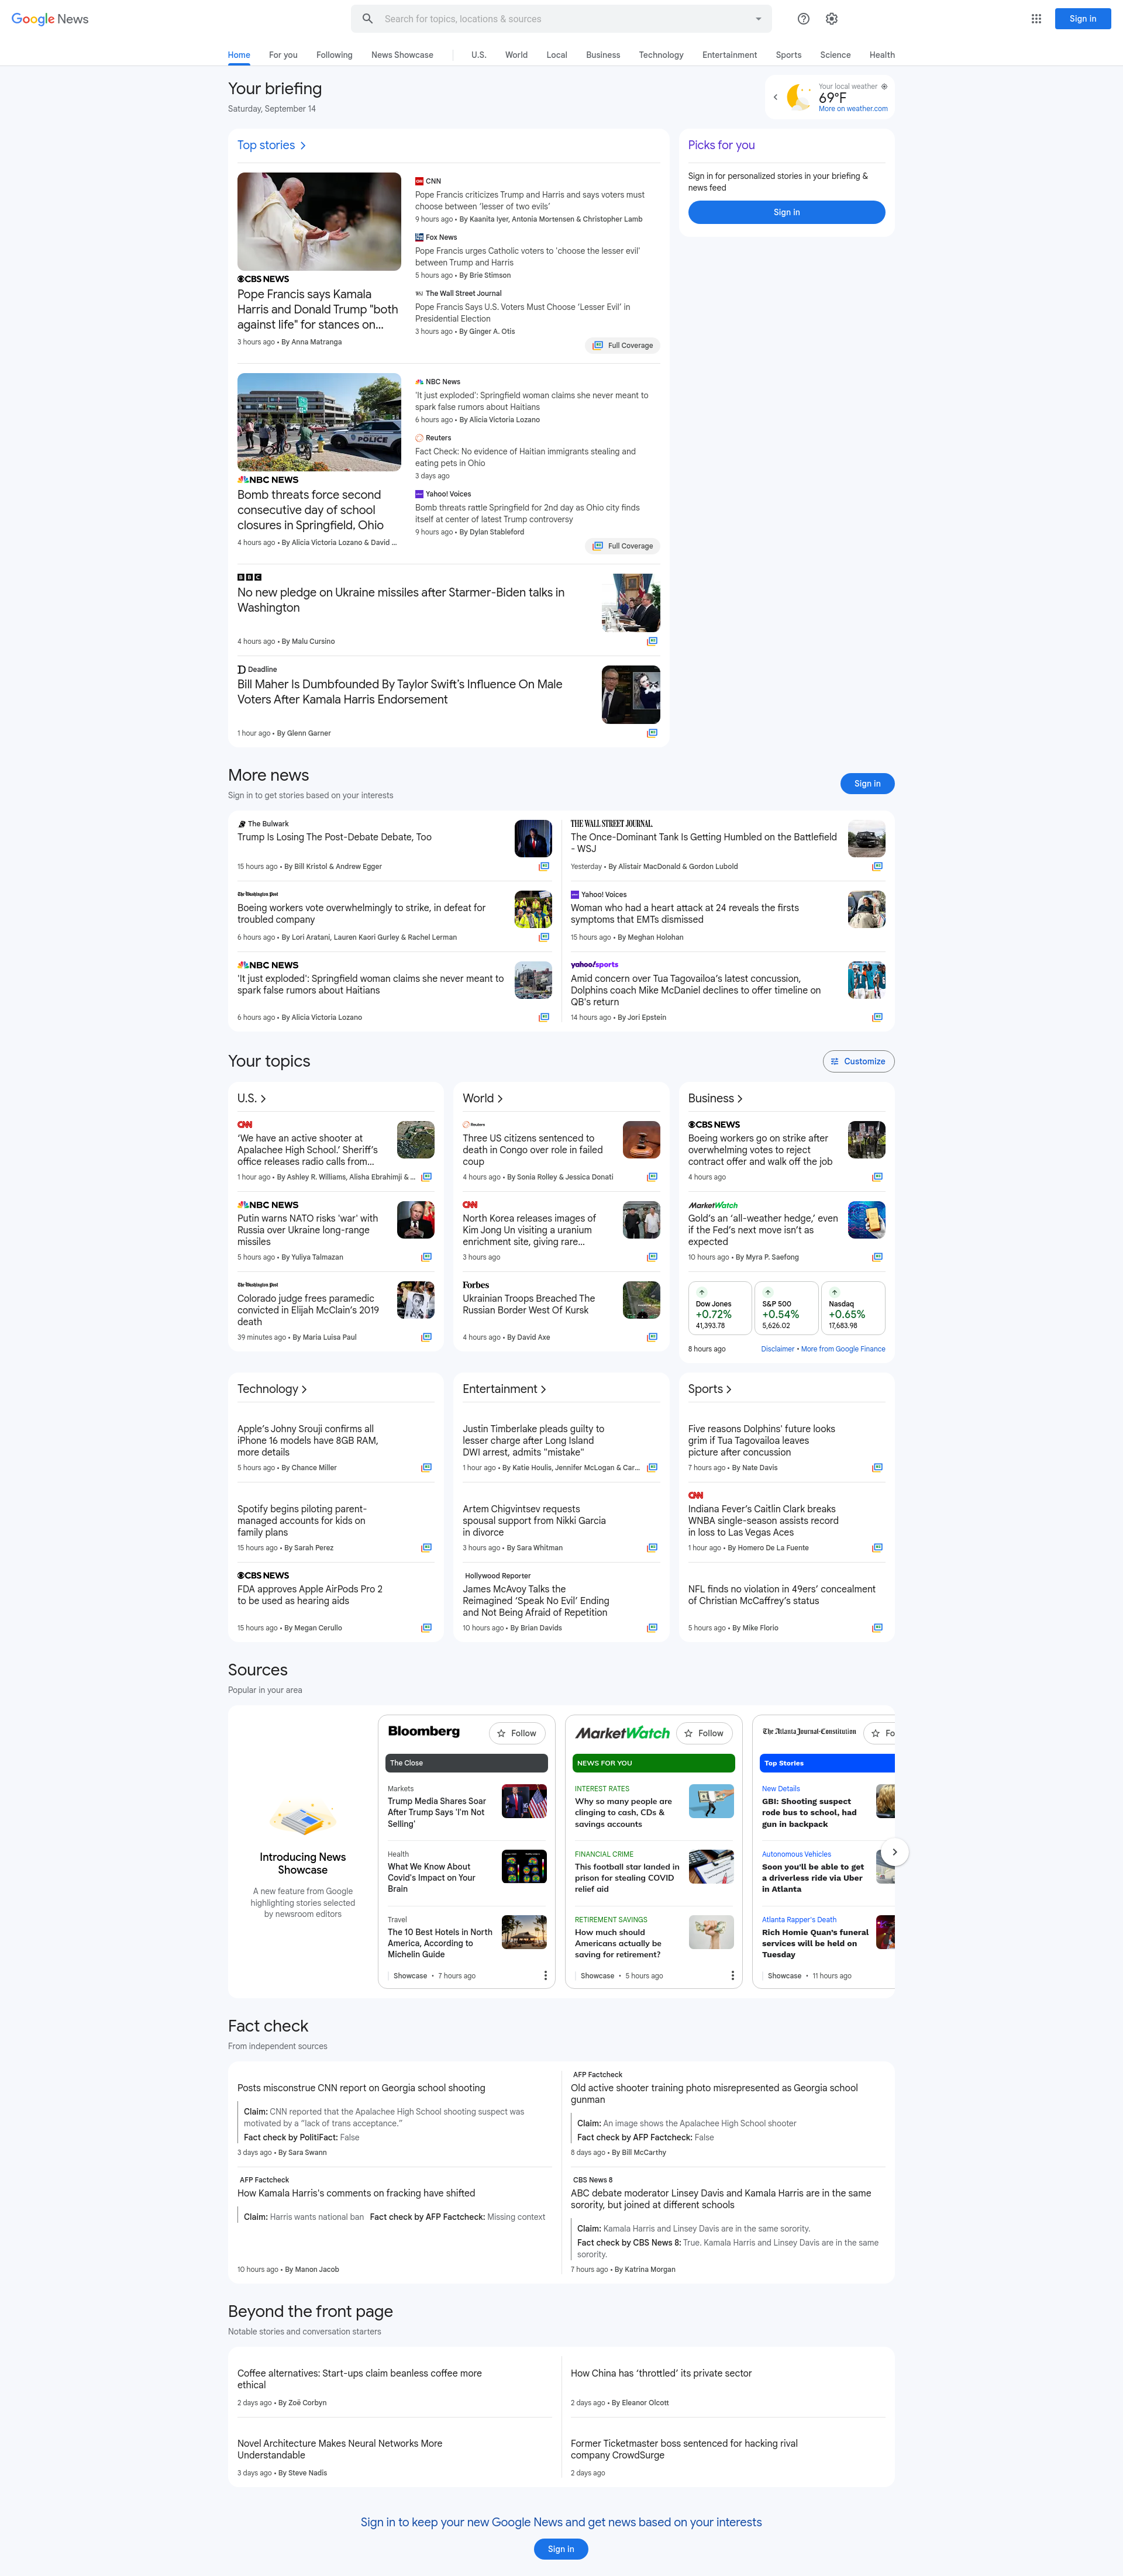 Google News
Search for topics, locations & sources
Sign in
Home
For you
Following
News Showcase
U.S.
World
Local
Business
Technology
Entertainment
Sports
Science
Health
Your briefing
Saturday, September 14
Your local weather
69°F
More on weather.com
Top stories
CBS NEWS
Pope Francis says Kamala
Harris and Donald Trump "both
against life" for stances on...
3 hours ago • By Anna Matranga
CNN
Pope Francis criticizes Trump and Harris and says voters must
choose between ‘lesser of two evils’
9 hours ago • By Kaanita Iyer, Antonia Mortensen & Christopher Lamb
Fox News
Pope Francis urges Catholic voters to 'choose the lesser evil'
between Trump and Harris
5 hours ago • By Brie Stimson
The Wall Street Journal
Pope Francis Says U.S. Voters Must Choose ‘Lesser Evil’ in
Presidential Election
3 hours ago • By Ginger A. Otis
Full Coverage
POLICE
NBC NEWS
Bomb threats force second
consecutive day of school
closures in Springfield, Ohio
4 hours ago • By Alicia Victoria Lozano & David ...
NBC News
'It just exploded': Springfield woman claims she never meant to
spark false rumors about Haitians
6 hours ago • By Alicia Victoria Lozano
Reuters
Fact Check: No evidence of Haitian immigrants stealing and
eating pets in Ohio
3 days ago
Yahoo! Voices
Bomb threats rattle Springfield for 2nd day as Ohio city finds
itself at center of latest Trump controversy
9 hours ago • By Dylan Stableford
Full Coverage
BBC
No new pledge on Ukraine missiles after Starmer-Biden talks in
Washington
4 hours ago • By Malu Cursino
Deadline
Bill Maher Is Dumbfounded By Taylor Swift’s Influence On Male
Voters After Kamala Harris Endorsement
1 hour ago • By Glenn Garner
Picks for you
Sign in for personalized stories in your briefing &
news feed
Sign in
More news
Sign in to get stories based on your interests
Sign in
The Bulwark
Trump Is Losing The Post-Debate Debate, Too
15 hours ago • By Bill Kristol & Andrew Egger
The Washington Post
Boeing workers vote overwhelmingly to strike, in defeat for
troubled company
6 hours ago • By Lori Aratani, Lauren Kaori Gurley & Rachel Lerman
NBC NEWS
'It just exploded': Springfield woman claims she never meant to
spark false rumors about Haitians
6 hours ago • By Alicia Victoria Lozano
THE WALL STREET JOURNAL.
The Once-Dominant Tank Is Getting Humbled on the Battlefield
- WSJ
Yesterday • By Alistair MacDonald & Gordon Lubold
Yahoo! Voices
Woman who had a heart attack at 24 reveals the firsts
symptoms that EMTs dismissed
15 hours ago • By Meghan Holohan
yahoo!sports
Amid concern over Tua Tagovailoa’s latest concussion,
Dolphins coach Mike McDaniel declines to offer timeline on
QB's return
14 hours ago • By Jori Epstein
Your topics
Customize
U.S.
CNN
‘We have an active shooter at
Apalachee High School.’ Sheriff’s
office releases radio calls from...
1 hour ago • By Ashley R. Williams, Alisha Ebrahimji & ...
NBC NEWS
Putin warns NATO risks 'war' with
Russia over Ukraine long-range
missiles
5 hours ago • By Yuliya Talmazan
The Washington Post
Colorado judge frees paramedic
convicted in Elijah McClain’s 2019
death
39 minutes ago • By Maria Luisa Paul
World
Reuters
Three US citizens sentenced to
death in Congo over role in failed
coup
4 hours ago • By Sonia Rolley & Jessica Donati
CNN
North Korea releases images of
Kim Jong Un visiting a uranium
enrichment site, giving rare...
3 hours ago
Forbes
Ukrainian Troops Breached The
Russian Border West Of Kursk
4 hours ago • By David Axe
Business
CBS NEWS
Boeing workers go on strike after
overwhelming votes to reject
contract offer and walk off the job
4 hours ago
MarketWatch
Gold’s an ‘all-weather hedge,’ even
if the Fed’s next move isn’t as
expected
10 hours ago • By Myra P. Saefong
Dow Jones
+0.72%
41,393.78
S&P 500
+0.54%
5,626.02
Nasdaq
+0.65%
17,683.98
8 hours ago
Disclaimer • More from Google Finance
Technology
Apple's Johny Srouji confirms all
iPhone 16 models have 8GB RAM,
more details
5 hours ago • By Chance Miller
Spotify begins piloting parent-
managed accounts for kids on
family plans
15 hours ago • By Sarah Perez
CBS NEWS
FDA approves Apple AirPods Pro 2
to be used as hearing aids
15 hours ago • By Megan Cerullo
Entertainment
Justin Timberlake pleads guilty to
lesser charge after Long Island
DWI arrest, admits "mistake"
1 hour ago • By Katie Houlis, Jennifer McLogan & Car...
Artem Chigvintsev requests
spousal support from Nikki Garcia
in divorce
3 hours ago • By Sara Whitman
Hollywood Reporter
James McAvoy Talks the
Reimagined ‘Speak No Evil’ Ending
and Not Being Afraid of Repetition
10 hours ago • By Brian Davids
Sports
Five reasons Dolphins' future looks
grim if Tua Tagovailoa leaves
picture after concussion
7 hours ago • By Nate Davis
CNN
Indiana Fever’s Caitlin Clark breaks
WNBA single-season assists record
in loss to Las Vegas Aces
1 hour ago • By Homero De La Fuente
NFL finds no violation in 49ers’ concealment
of Christian McCaffrey’s status
5 hours ago • By Mike Florio
Sources
Popular in your area
Introducing News
Showcase
A new feature from Google
highlighting stories selected
by newsroom editors
Bloomberg
Follow
The Close
Markets
Trump Media Shares Soar
After Trump Says 'I'm Not
Selling'
Health
What We Know About
Covid's Impact on Your
Brain
Travel
The 10 Best Hotels in North
America, According to
Michelin Guide
Showcase • 7 hours ago
MarketWatch
Follow
NEWS FOR YOU
INTEREST RATES
Why so many people are
clinging to cash, CDs &
savings accounts
FINANCIAL CRIME
This football star landed in
prison for stealing COVID
relief aid
RETIREMENT SAVINGS
How much should
Americans actually be
saving for retirement?
Showcase • 5 hours ago
The Atlanta Journal-Constitution
Fo
Top Stories
New Details
GBI: Shooting suspect
rode bus to school, had
gun in backpack
Autonomous Vehicles
Soon you'll be able to get
a driverless ride via Uber
in Atlanta
Atlanta Rapper's Death
Rich Homie Quan's funeral
services will be held on
Tuesday
Showcase • 11 hours ago
Fact check
From independent sources
Posts misconstrue CNN report on Georgia school shooting
Claim: CNN reported that the Apalachee High School shooting suspect was
motivated by a “lack of trans acceptance.”
Fact check by PolitiFact: False
3 days ago • By Sara Swann
AFP Factcheck
Old active shooter training photo misrepresented as Georgia school
gunman
Claim: An image shows the Apalachee High School shooter
Fact check by AFP Factcheck: False
8 days ago • By Bill McCarthy
AFP Factcheck
How Kamala Harris's comments on fracking have shifted
Claim: Harris wants national ban Fact check by AFP Factcheck: Missing context
10 hours ago • By Manon Jacob
CBS News 8
ABC debate moderator Linsey Davis and Kamala Harris are in the same
sorority, but joined at different schools
Claim: Kamala Harris and Linsey Davis are in the same sorority.
Fact check by CBS News 8: True. Kamala Harris and Linsey Davis are in the same
sorority.
7 hours ago • By Katrina Morgan
Beyond the front page
Notable stories and conversation starters
Coffee alternatives: Start-ups claim beanless coffee more
ethical
2 days ago • By Zoë Corbyn
How China has ‘throttled’ its private sector
2 days ago • By Eleanor Olcott
Novel Architecture Makes Neural Networks More
Understandable
3 days ago • By Steve Nadis
Former Ticketmaster boss sentenced for hacking rival
company CrowdSurge
2 days ago
Sign in to keep your new Google News and get news based on your interests
Sign in